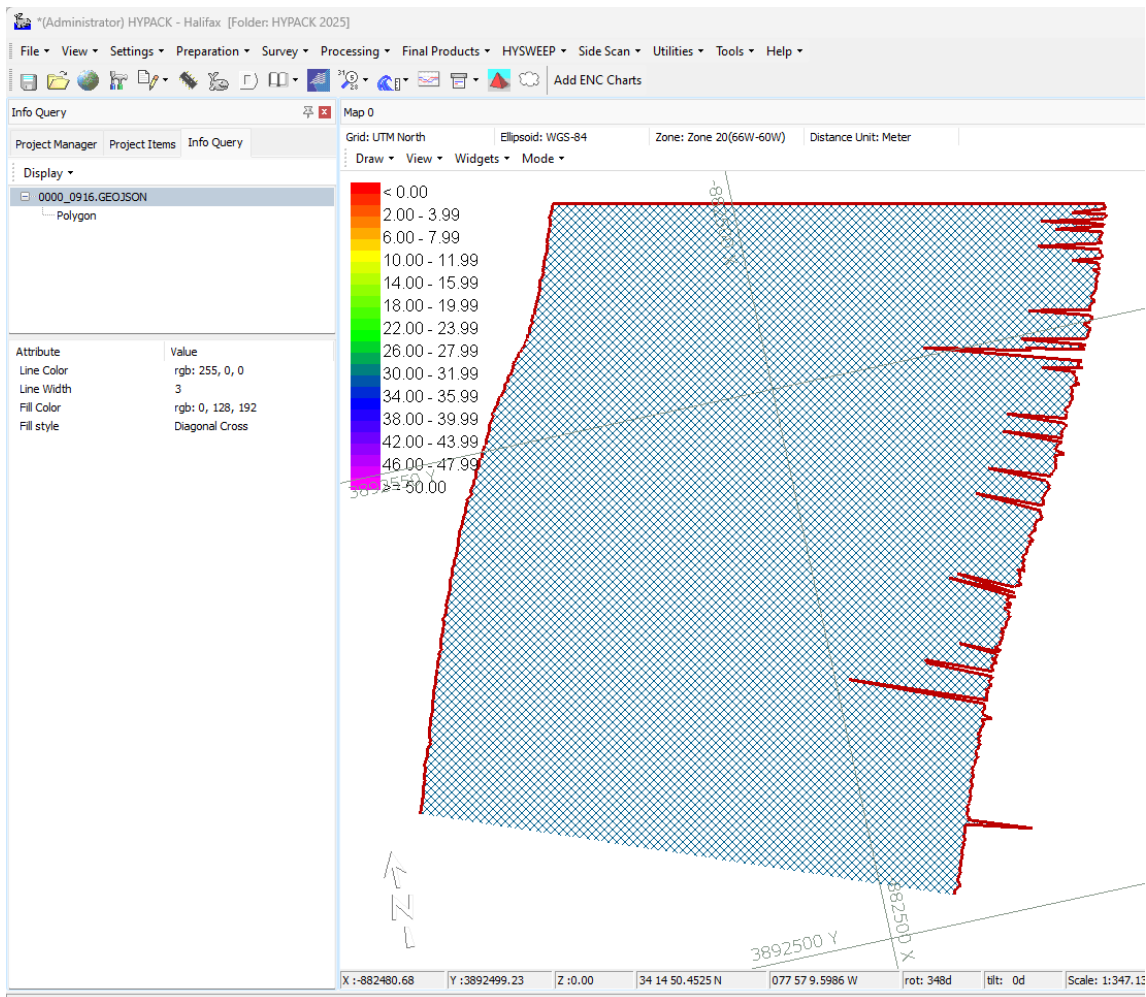 *(Administrator) HYPACK - Halifax [Folder: HYPACK 2025]
File View Settings Preparation Survey Processing Final Products HYSWEEP Side Scan Utilities Tools Help
Add ENC Charts
Info Query
Project Manager Project Items Info Query
Display
0000_0916.GEOJSON
Polygon
Attribute Value
Line Color rgb: 255, 0, 0
Line Width 3
Fill Color rgb: 0, 128, 192
Fill style Diagonal Cross
Map 0
Grid: UTM North Ellipsoid: WGS-84 Zone: Zone 20(66W-60W) Distance Unit: Meter
Draw View Widgets Mode
< 0.00
2.00 - 3.99
6.00 - 7.99
10.00 - 11.99
14.00 - 15.99
18.00 - 19.99
22.00 - 23.99
26.00 - 27.99
30.00 - 31.99
34.00 - 35.99
38.00 - 39.99
42.00 - 43.99
46.00 - 47.99
>= 50.00
3892550 Y
N
882500 X
3892500 Y
X :-882480.68 Y :3892499.23 Z :0.00 34 14 50.4525 N 077 57 9.5986 W rot: 348d tilt: 0d Scale: 1:347.13